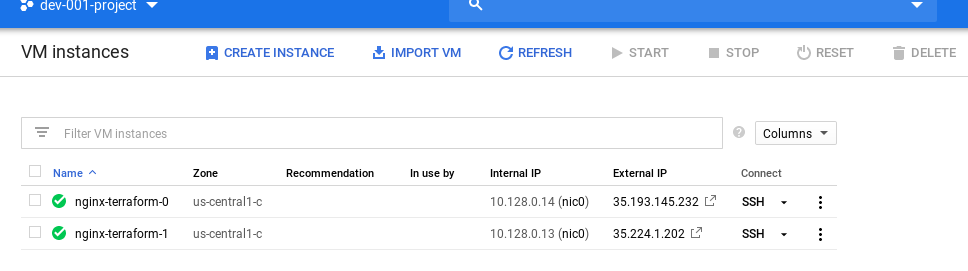 dev-001-project
VM instances CREATE INSTANCE IMPORT VM REFRESH START STOP RESET DELETE
Filter VM instances ? Columns
Name Zone Recommendation In use by Internal IP External IP Connect
nginx-terraform-0 us-central1-c 10.128.0.14 (nic0) 35.193.145.232 SSH
nginx-terraform-1 us-central1-c 10.128.0.13 (nic0) 35.224.1.202 SSH